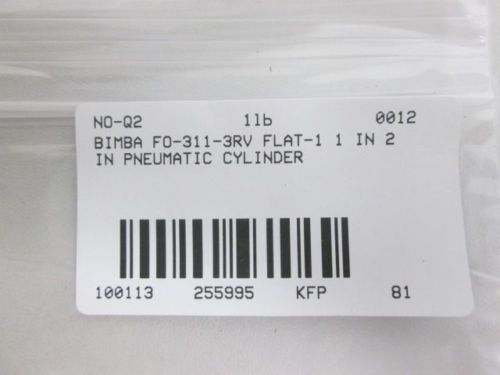 NO-Q2 1lb 0012
BIMBA FO-311-3RV FLAT-1 1 IN 2
IN PNEUMATIC CYLINDER
100113 255995 KFP 81